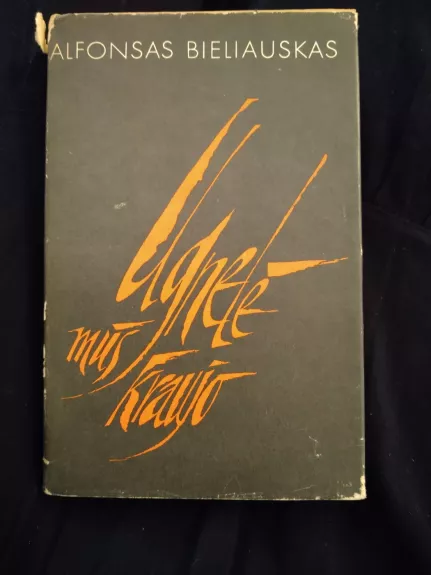 ALFONSAS BIELIAUSKAS
Ugnelė
mūs
kraujo